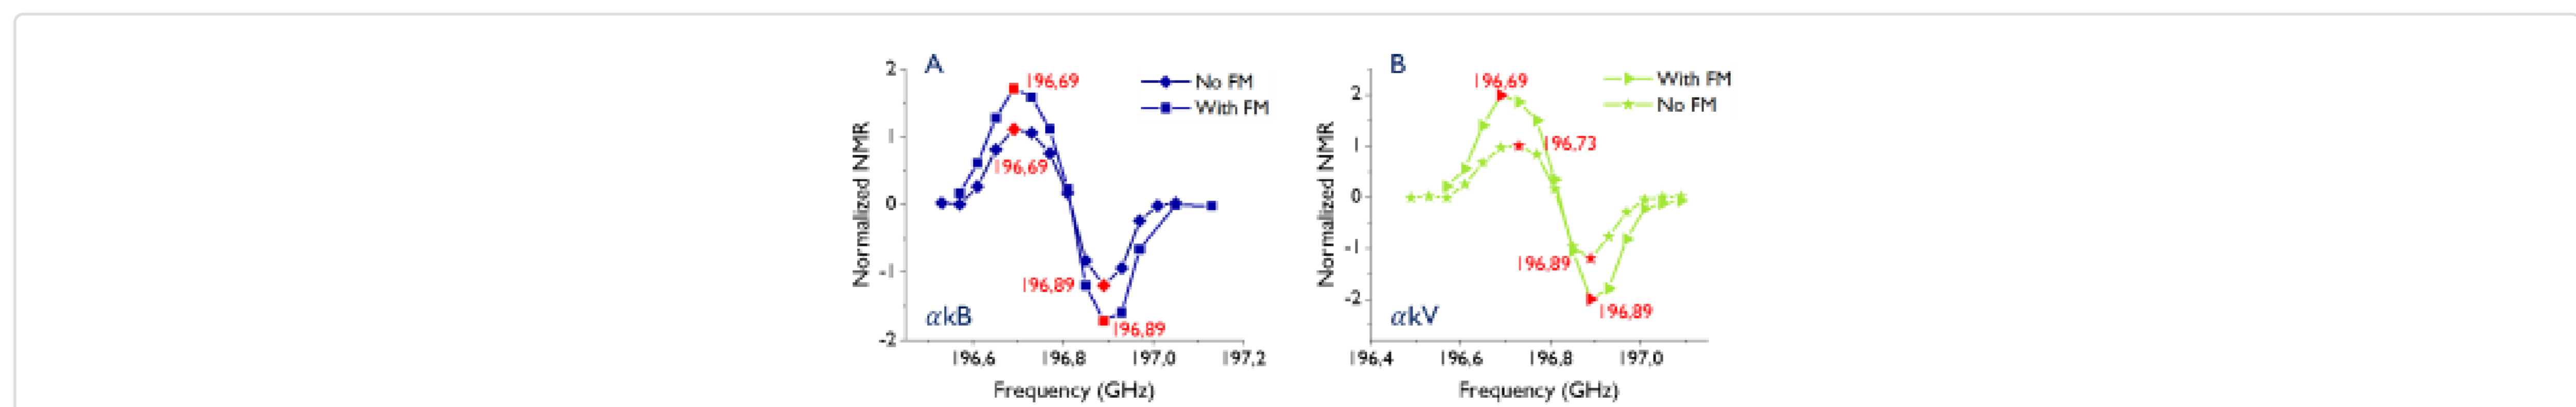 A
2
1
0
-1
-2
Normalized NMR
196,69
196,69
196,89
196,89
No FM
With FM
αkB
196,6 196,8 197,0 197,2
Frequency (GHz)
B
2
1
0
-1
-2
Normalized NMR
196,69
196,73
196,89
196,89
With FM
No FM
αkV
196,4 196,6 196,8 197,0
Frequency (GHz)